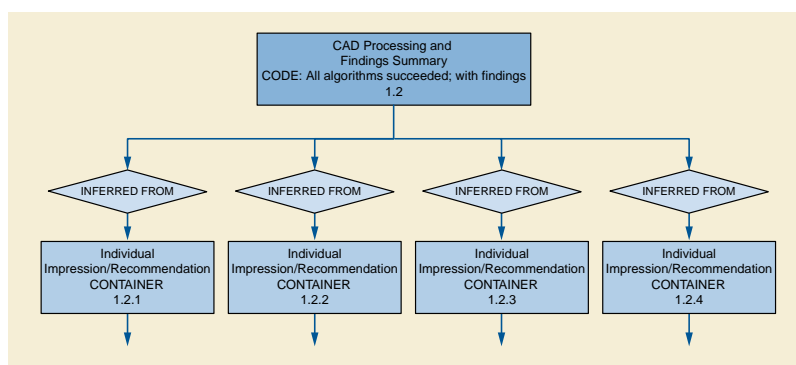 CAD Processing and
Findings Summary
CODE: All algorithms succeeded; with findings
1.2
INFERRED FROM
INFERRED FROM
INFERRED FROM
INFERRED FROM
Individual
Impression/Recommendation
CONTAINER
1.2.1
Individual
Impression/Recommendation
CONTAINER
1.2.2
Individual
Impression/Recommendation
CONTAINER
1.2.3
Individual
Impression/Recommendation
CONTAINER
1.2.4